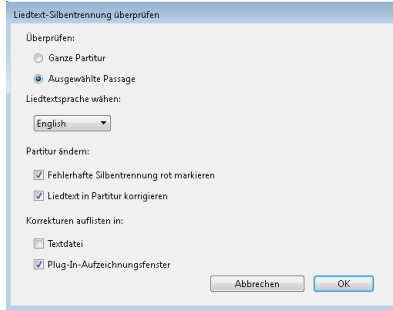 Liedtext-Silbentrennung überprüfen
Überprüfen:
Ganze Partitur
Ausgewählte Passage
Liedtextsprache wähen:
English
Partitur ändern:
Fehlerhafte Silbentrennung rot markieren
Liedtext in Partitur korrigieren
Korrekturen auflisten in:
Textdatei
Plug-In-Aufzeichnungsfenster
Abbrechen OK